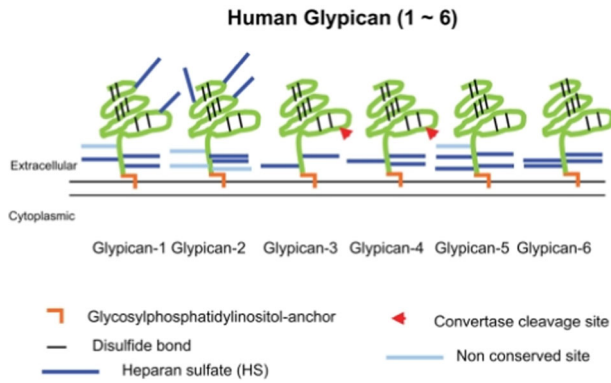 Human Glypican (1 ~ 6)
Extracellular
Cytoplasmic
Glypican-1 Glypican-2 Glypican-3 Glypican-4 Glypican-5 Glypican-6
Glycosylphosphatidylinositol-anchor
Convertase cleavage site
Disulfide bond
Non conserved site
Heparan sulfate (HS)